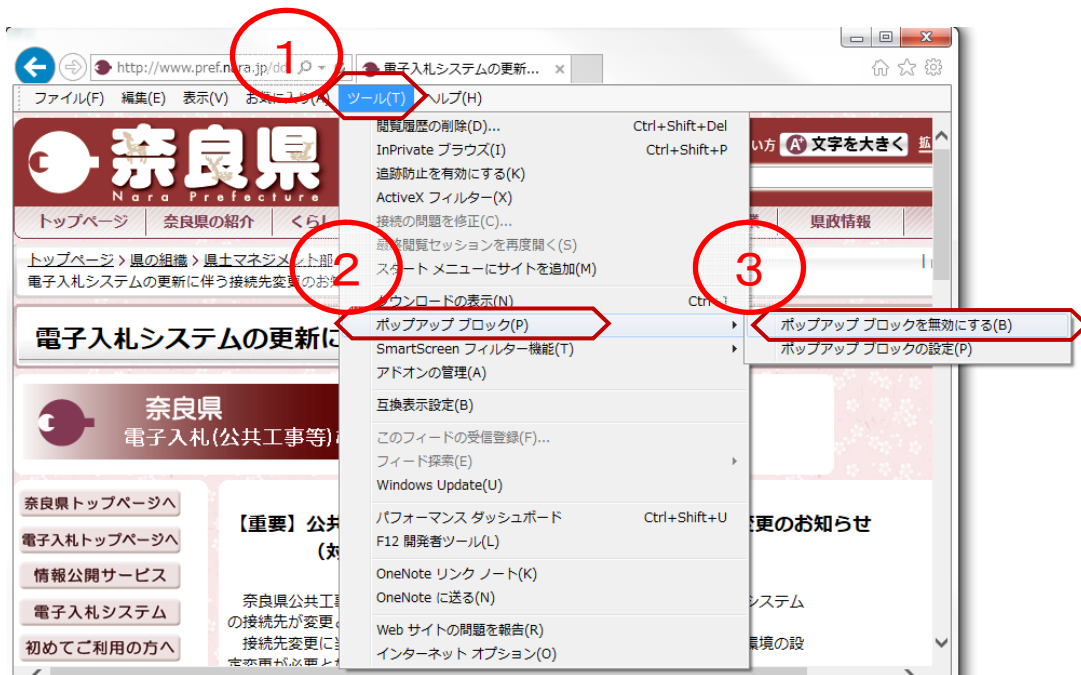 ①
http://www.pref.nara.jp/dd
電子入札システムの更新...
ファイル(F) 編集(E) 表示(V) お気に入り(A) ツール(T) ヘルプ(H)
奈良県
Nara Prefecture
い方 文字を大きく 拡
トップページ 奈良県の紹介 くらし 県政情報
トップページ > 県の組織 > 県土マネジメント部
電子入札システムの更新に伴う接続先変更のお知
電子入札システムの更新に
奈良県
電子入札(公共工事等)
奈良県トップページへ
電子入札トップページへ
情報公開サービス
電子入札システム
初めてご利用の方へ
【重要】公共 変更のお知らせ
(対
奈良県公共工事 システム
の接続先が変更と
接続先変更に当 環境の設
定変更が必要と
閲覧履歴の削除(D)... Ctrl+Shift+Del
InPrivate ブラウズ(I) Ctrl+Shift+P
追跡防止を有効にする(K)
ActiveX フィルター(X)
接続の問題を修正(C)...
最終閲覧セッションを再度開く(S)
②
スタート メニューにサイトを追加(M)
ダウンロードの表示(N) Ctrl+J
ポップアップ ブロック(P)
SmartScreen フィルター機能(T)
アドオンの管理(A)
互換表示設定(B)
このフィードの受信登録(F)...
フィード探索(E)
Windows Update(U)
パフォーマンス ダッシュボード Ctrl+Shift+U
F12 開発者ツール(L)
OneNote リンク ノート(K)
OneNote に送る(N)
Web サイトの問題を報告(R)
インターネット オプション(O)
③
ポップアップ ブロックを無効にする(B)
ポップアップ ブロックの設定(P)